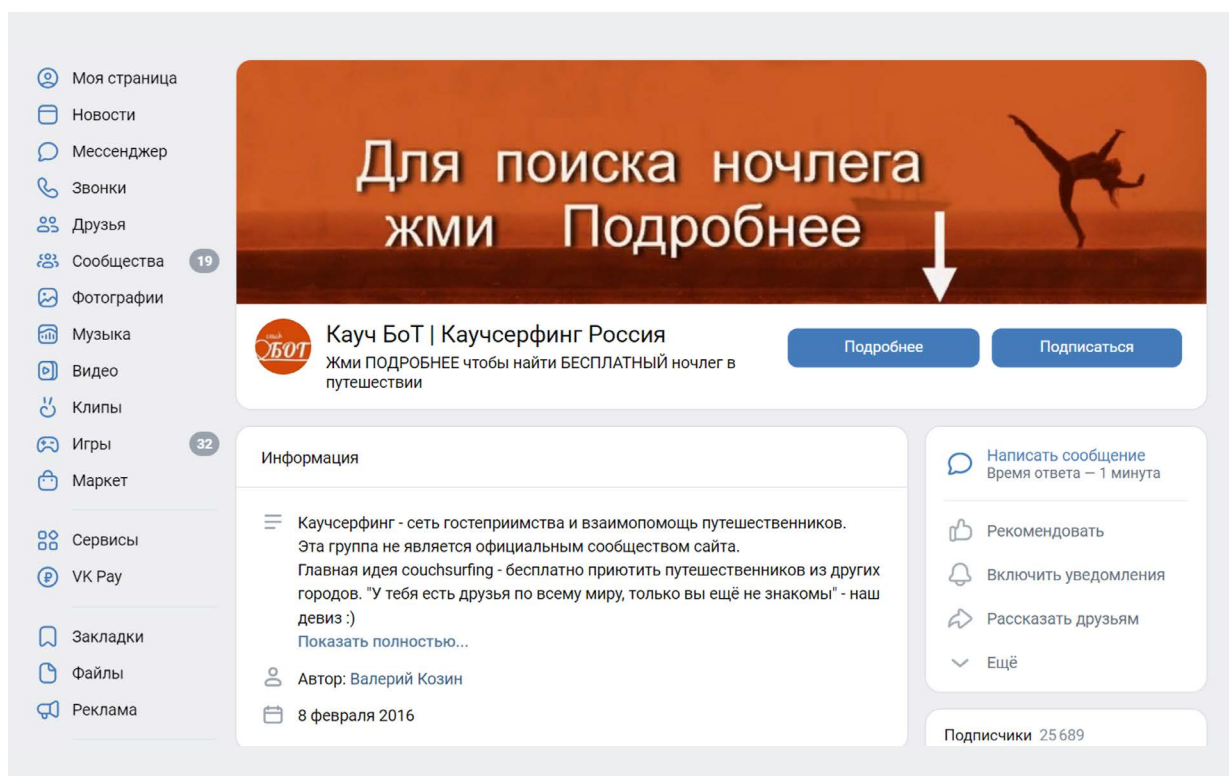 Моя страница
Новости
Мессенджер
Звонки
Друзья
Сообщества 19
Фотографии
Музыка
Видео
Клипы
Игры 32
Маркет
Сервисы
VK Pay
Закладки
Файлы
Реклама
Для поиска ночлега
жми Подробнее
couch
БОТ
Кауч БоТ | Каучсерфинг Россия
Жми ПОДРОБНЕЕ чтобы найти БЕСПЛАТНЫЙ ночлег в
путешествии
Подробнее
Подписаться
Информация
Каучсерфинг - сеть гостеприимства и взаимопомощь путешественников.
Эта группа не является официальным сообществом сайта.
Главная идея couchsurfing - бесплатно приютить путешественников из других
городов. "У тебя есть друзья по всему миру, только вы ещё не знакомы" - наш
девиз :)
Показать полностью...
Автор: Валерий Козин
8 февраля 2016
Написать сообщение
Время ответа — 1 минута
Рекомендовать
Включить уведомления
Рассказать друзьям
Ещё
Подписчики 25 689